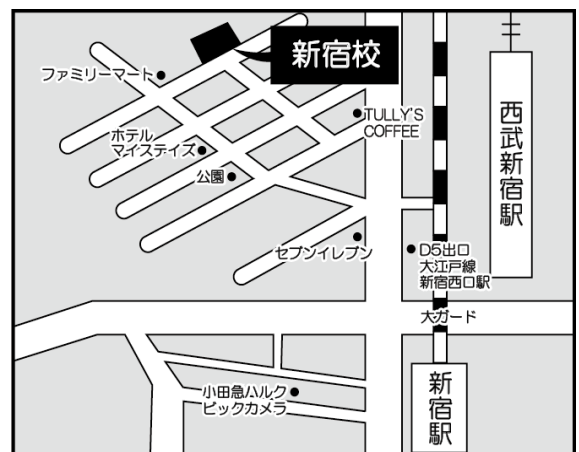 新宿校
ファミリーマート
TULLY'S
COFFEE
西武新宿駅
ホテル
マイステイズ
公園
セブンイレブン
D5出口
大江戸線
新宿西口駅
大ガード
小田急ハルク
ビックカメラ
新宿駅